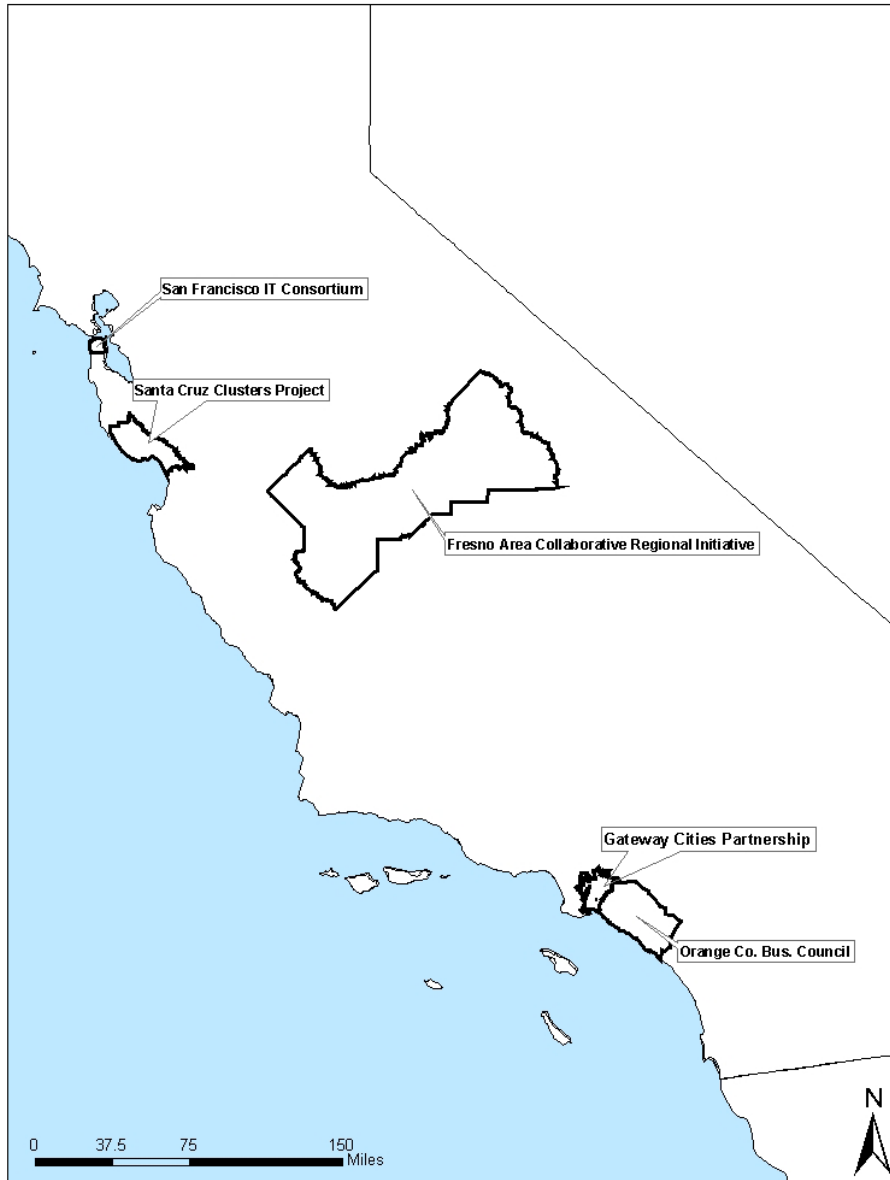 San Francisco IT Consortium
Santa Cruz Clusters Project
Fresno Area Collaborative Regional Initiative
Gateway Cities Partnership
Orange Co. Bus. Council
N
0 37.5 75 150
Miles